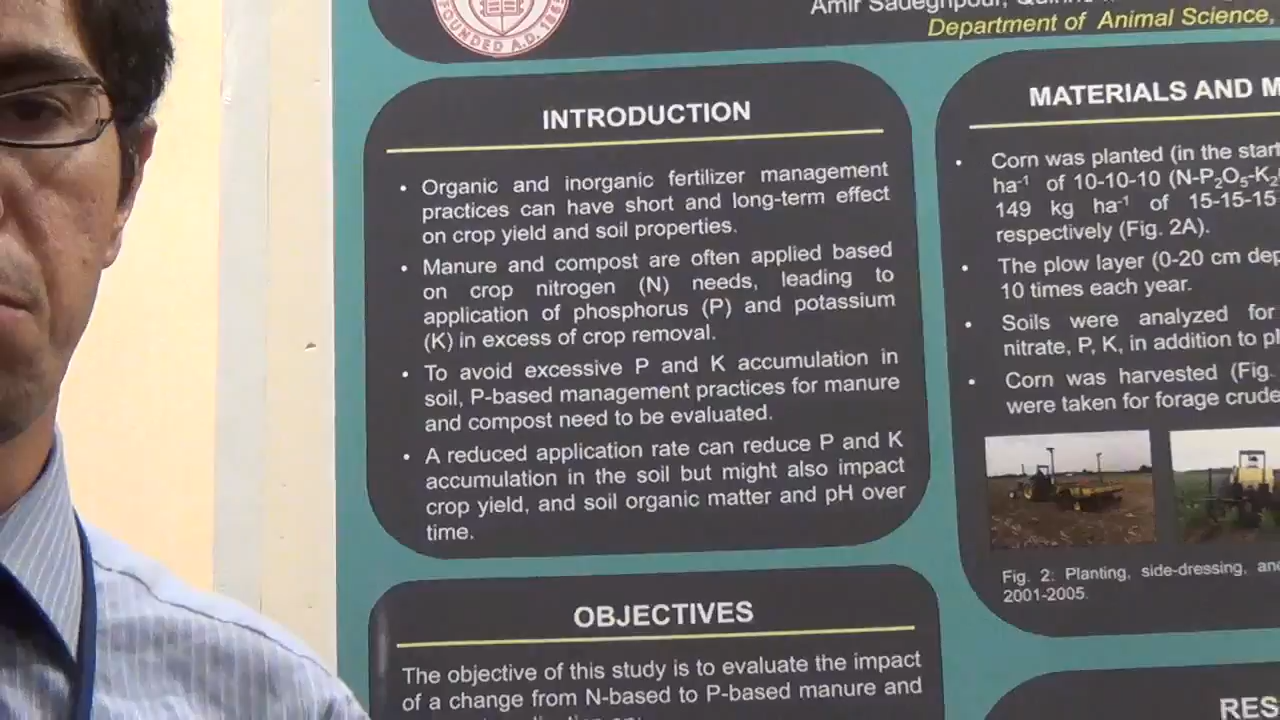 FOUNDED A.D. 1865
Amir Sadeghpour,
Department of Animal Science,
INTRODUCTION
• Organic and inorganic fertilizer management
practices can have short and long-term effect
on crop yield and soil properties.
• Manure and compost are often applied based
on crop nitrogen (N) needs, leading to
application of phosphorus (P) and potassium
(K) in excess of crop removal.
• To avoid excessive P and K accumulation in
soil, P-based management practices for manure
and compost need to be evaluated.
• A reduced application rate can reduce P and K
accumulation in the soil but might also impact
crop yield, and soil organic matter and pH over
time.
OBJECTIVES
The objective of this study is to evaluate the impact
of a change from N-based to P-based manure and
MATERIALS AND M
• Corn was planted (in the start
ha⁻¹ of 10-10-10 (N-P₂O₅-K₂
149 kg ha⁻¹ of 15-15-15
respectively (Fig. 2A).
• The plow layer (0-20 cm dep
10 times each year.
• Soils were analyzed for
nitrate, P, K, in addition to p
• Corn was harvested (Fig.
were taken for forage crude
Fig. 2: Planting, side-dressing, an
2001-2005.
RES